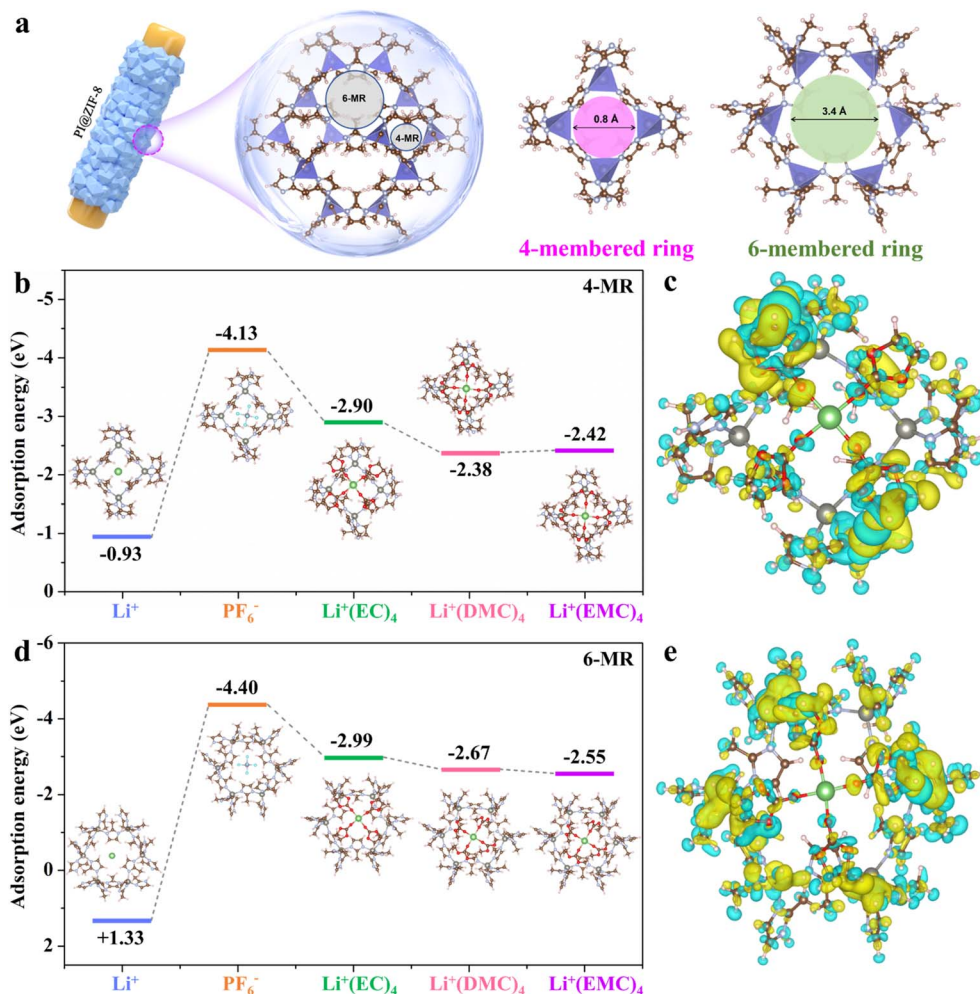 a
PI@ZIF-8
6-MR
4-MR
0.8 Å
3.4 Å
4-membered ring
6-membered ring
b
4-MR
Adsorption energy (eV)
-5
-4
-3
-2
-1
0
-0.93
-4.13
-2.90
-2.38
-2.42
Li⁺
PF₆⁻
Li⁺(EC)₄
Li⁺(DMC)₄
Li⁺(EMC)₄
c
d
6-MR
Adsorption energy (eV)
-6
-4
-2
0
2
+1.33
-4.40
-2.99
-2.67
-2.55
Li⁺
PF₆⁻
Li⁺(EC)₄
Li⁺(DMC)₄
Li⁺(EMC)₄
e